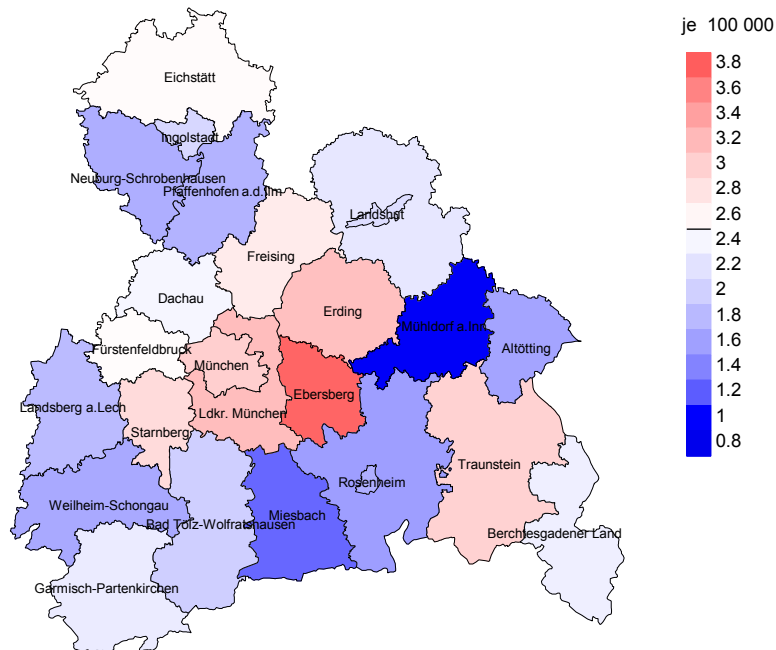 je 100 000
3.8
3.6
3.4
3.2
3
2.8
2.6
2.4
2.2
2
1.8
1.6
1.4
1.2
1
0.8
Eichstätt
Ingolstadt
Neuburg-Schrobenhausen
Pfaffenhofen a.d.Ilm
Landshst
Freising
Dachau
Erding
Mühldorf a.Inn
Altötting
Fürstenfeldbruck
München
Ebersberg
Landsberg a.Lech
Ldkr. München
Starnberg
Traunstein
Rosenheim
Weilheim-Schongau
Miesbach
Bad Tölz-Wolfratshausen
Berchtesgadener Land
Garmisch-Partenkirchen